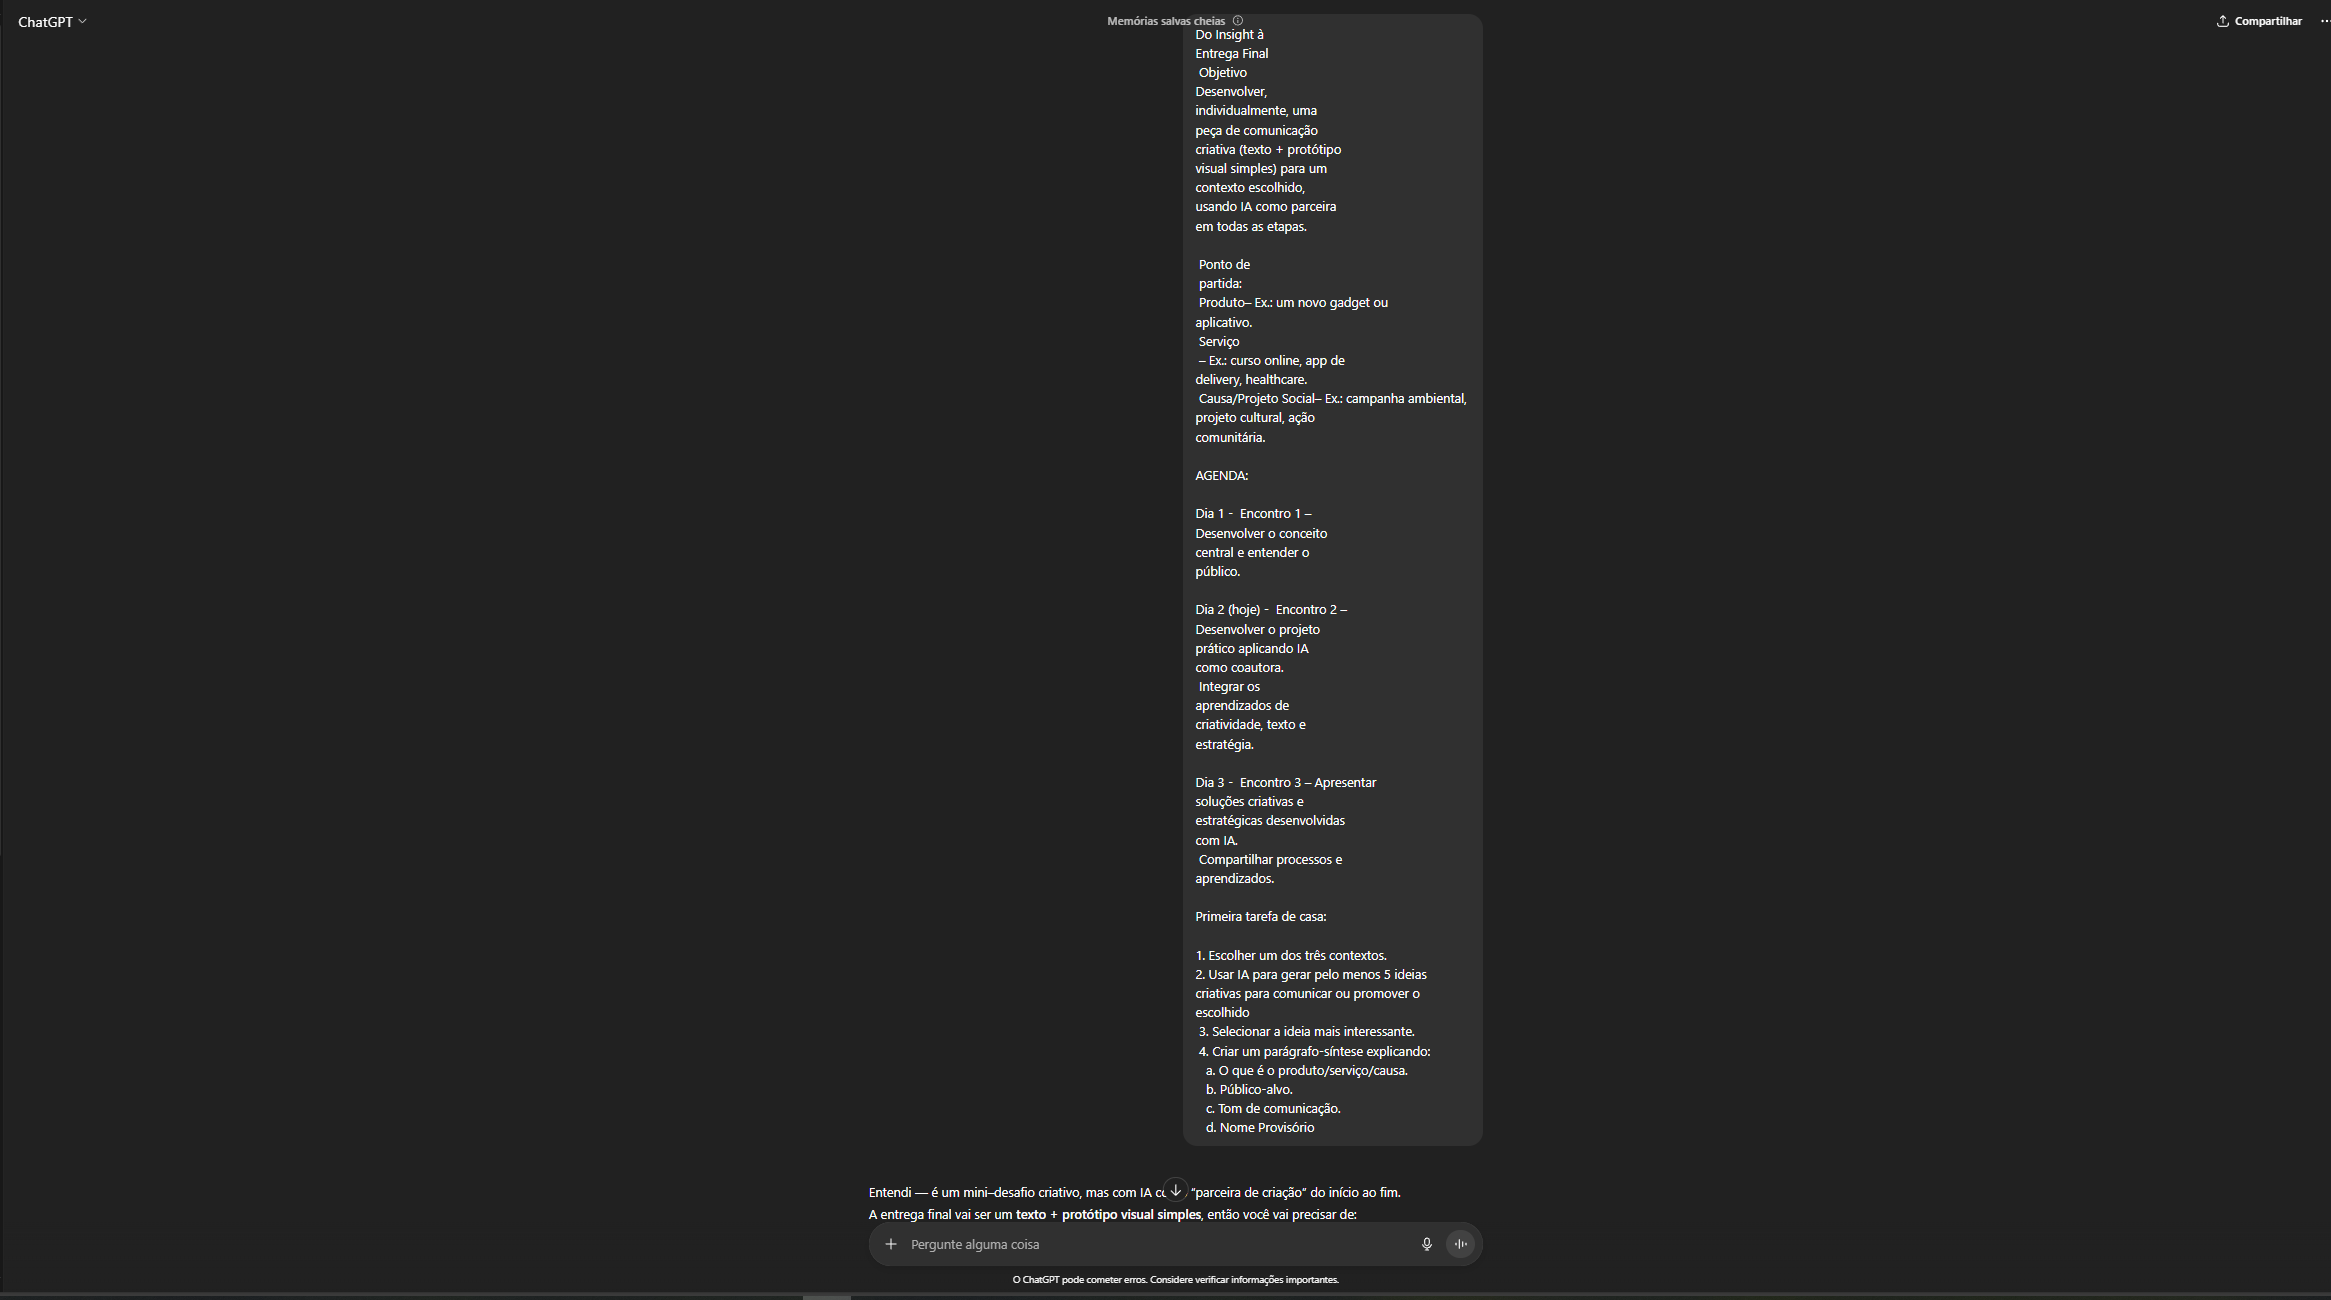 ChatGPT
Memórias salvas cheias
Compartilhar
Do Insight à
Entrega Final
Objetivo
Desenvolver,
individualmente, uma
peça de comunicação
criativa (texto + protótipo
visual simples) para um
contexto escolhido,
usando IA como parceira
em todas as etapas.
Ponto de
partida:
Produto– Ex.: um novo gadget ou
aplicativo.
Serviço
– Ex.: curso online, app de
delivery, healthcare.
Causa/Projeto Social– Ex.: campanha ambiental,
projeto cultural, ação
comunitária.
AGENDA:
Dia 1 - Encontro 1 –
Desenvolver o conceito
central e entender o
público.
Dia 2 (hoje) - Encontro 2 –
Desenvolver o projeto
prático aplicando IA
como coautora.
Integrar os
aprendizados de
criatividade, texto e
estratégia.
Dia 3 - Encontro 3 – Apresentar
soluções criativas e
estratégicas desenvolvidas
com IA.
Compartilhar processos e
aprendizados.
Primeira tarefa de casa:
1. Escolher um dos três contextos.
2. Usar IA para gerar pelo menos 5 ideias
criativas para comunicar ou promover o
escolhido
3. Selecionar a ideia mais interessante.
4. Criar um parágrafo-síntese explicando:
a. O que é o produto/serviço/causa.
b. Público-alvo.
c. Tom de comunicação.
d. Nome Provisório
Entendi — é um mini–desafio criativo, mas com IA "parceira de criação" do início ao fim.
A entrega final vai ser um texto + protótipo visual simples, então você vai precisar de:
Pergunte alguma coisa
O ChatGPT pode cometer erros. Considere verificar informações importantes.